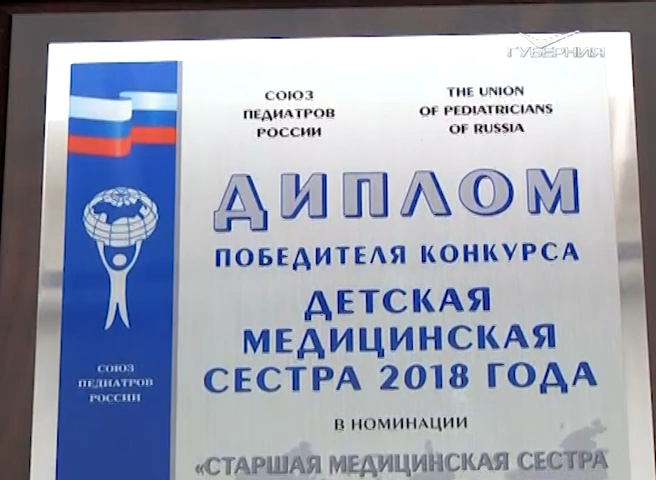 ГУБЕРНИЯ
СОЮЗ
ПЕДИАТРОВ
РОССИИ
THE UNION
OF PEDIATRICIANS
OF RUSSIA
ДИПЛОМ
ПОБЕДИТЕЛЯ КОНКУРСА
ДЕТСКАЯ
МЕДИЦИНСКАЯ
СЕСТРА 2018 ГОДА
В НОМИНАЦИИ
«СТАРШАЯ МЕДИЦИНСКАЯ СЕСТРА
СОЮЗ
ПЕДИАТРОВ
РОССИИ